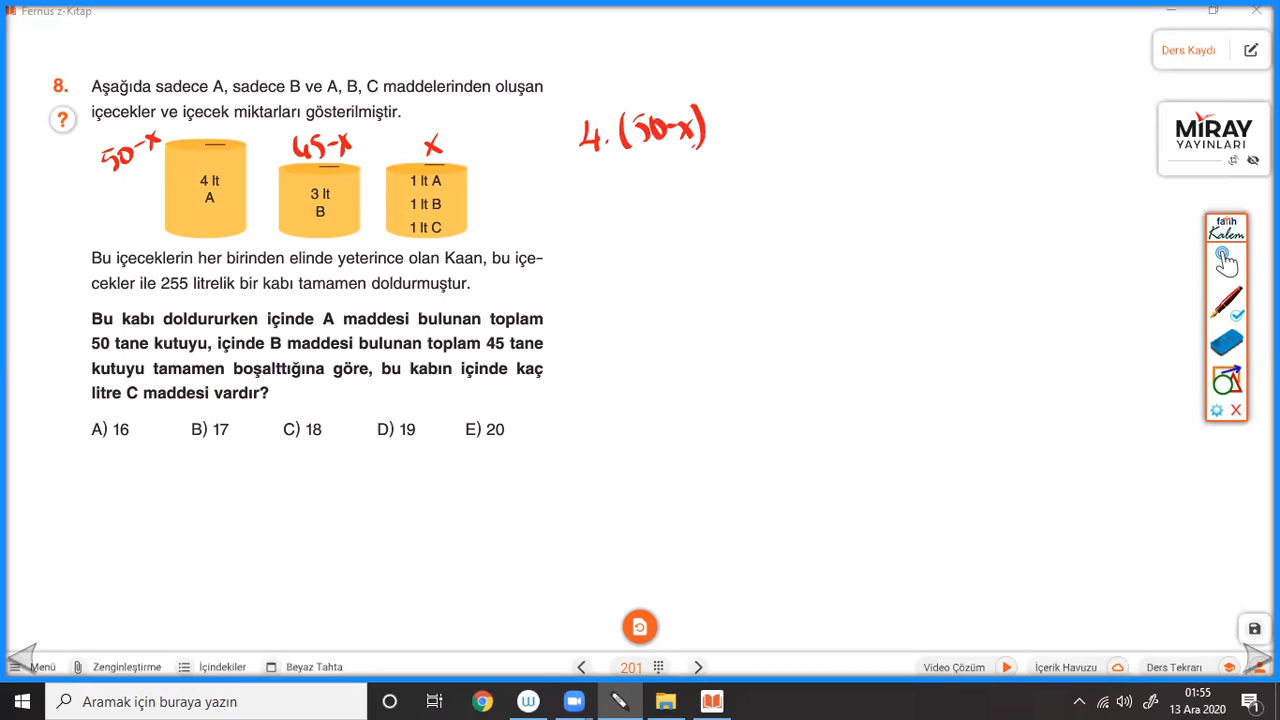 Fernus z-Kitap
Ders Kaydı
8. Aşağıda sadece A, sadece B ve A, B, C maddelerinden oluşan
içecekler ve içecek miktarları gösterilmiştir.
?
50-x
45-x
x
4.(50-x)
4 lt
A
3 lt
B
1 lt A
1 lt B
1 lt C
MiRAY
YAYINLARI
fatih
Kalem
Bu içeceklerin her birinden elinde yeterince olan Kaan, bu içe-
cekler ile 255 litrelik bir kabı tamamen doldurmuştur.
Bu kabı doldururken içinde A maddesi bulunan toplam
50 tane kutuyu, içinde B maddesi bulunan toplam 45 tane
kutuyu tamamen boşalttığına göre, bu kabın içinde kaç
litre C maddesi vardır?
A) 16 B) 17 C) 18 D) 19 E) 20
Menü Zenginleştirme İçindekiler Beyaz Tahta 201 Video Çözüm İçerik Havuzu Ders Tekrarı
Aramak için buraya yazın
01:55
13 Ara 2020
1